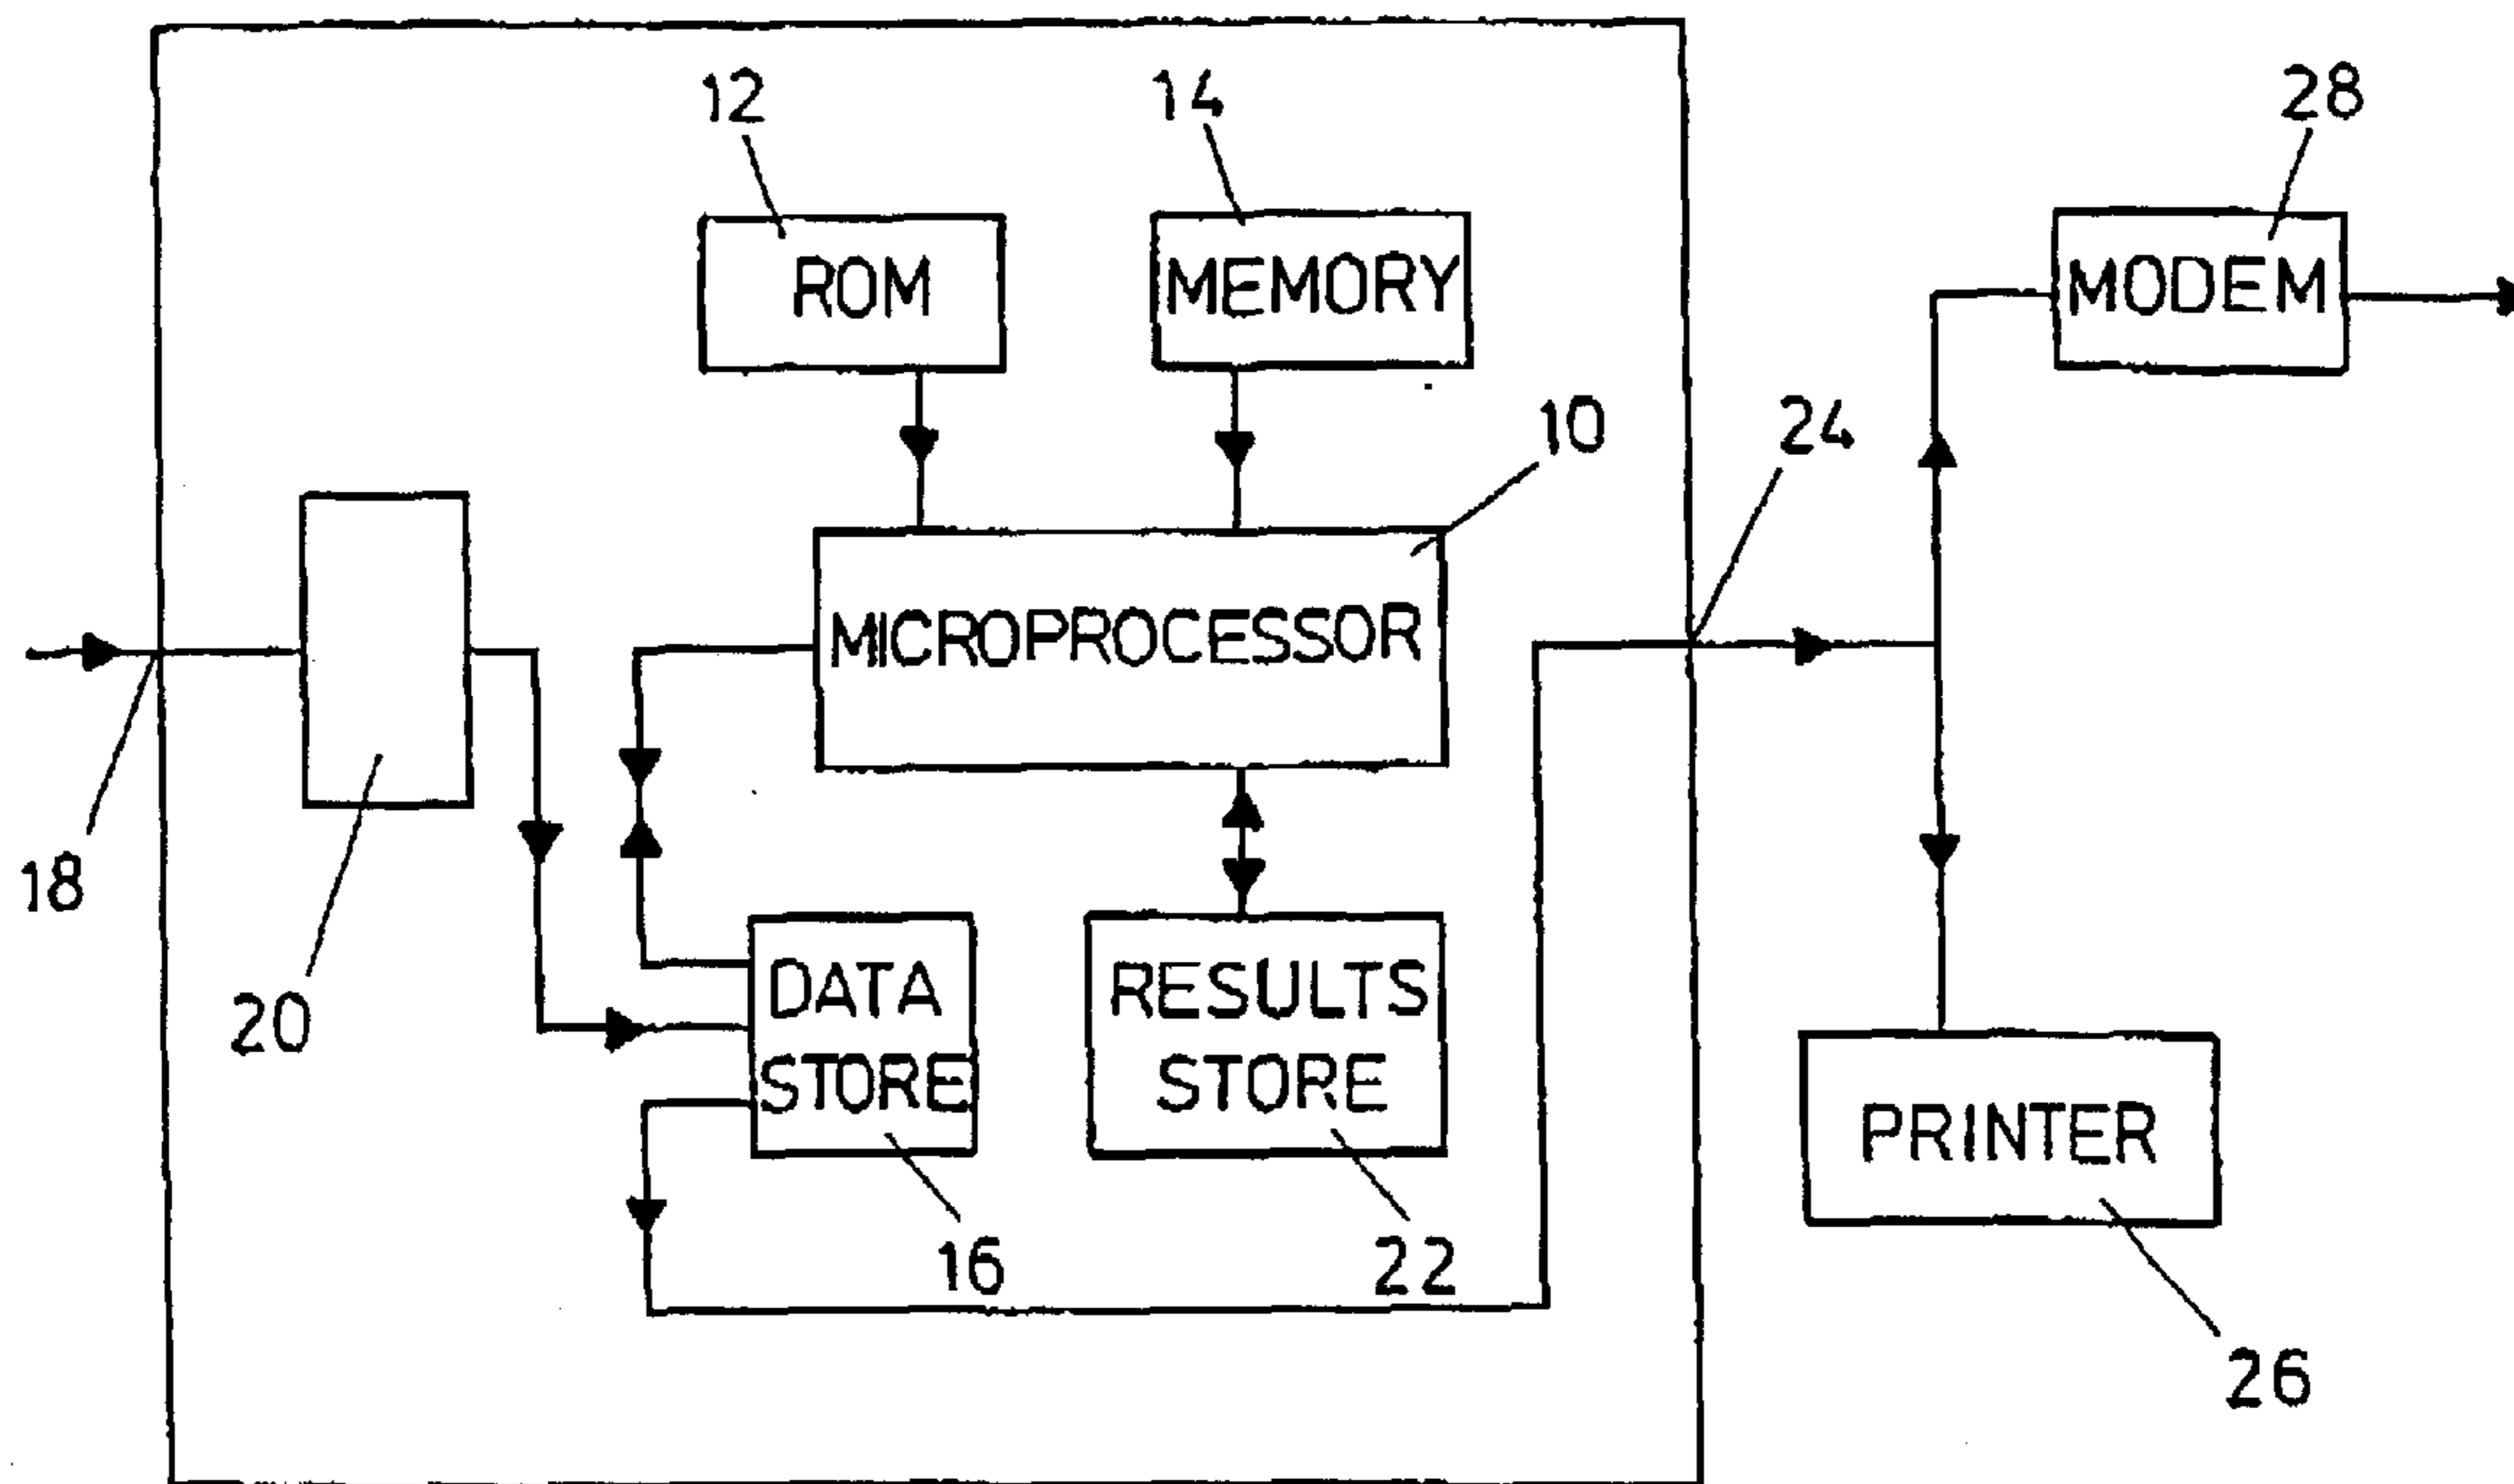 12
14
28
ROM
MEMORY
MODEM
10
24
MICROPROCESSOR
18
20
DATA
STORE
RESULTS
STORE
PRINTER
16
22
26